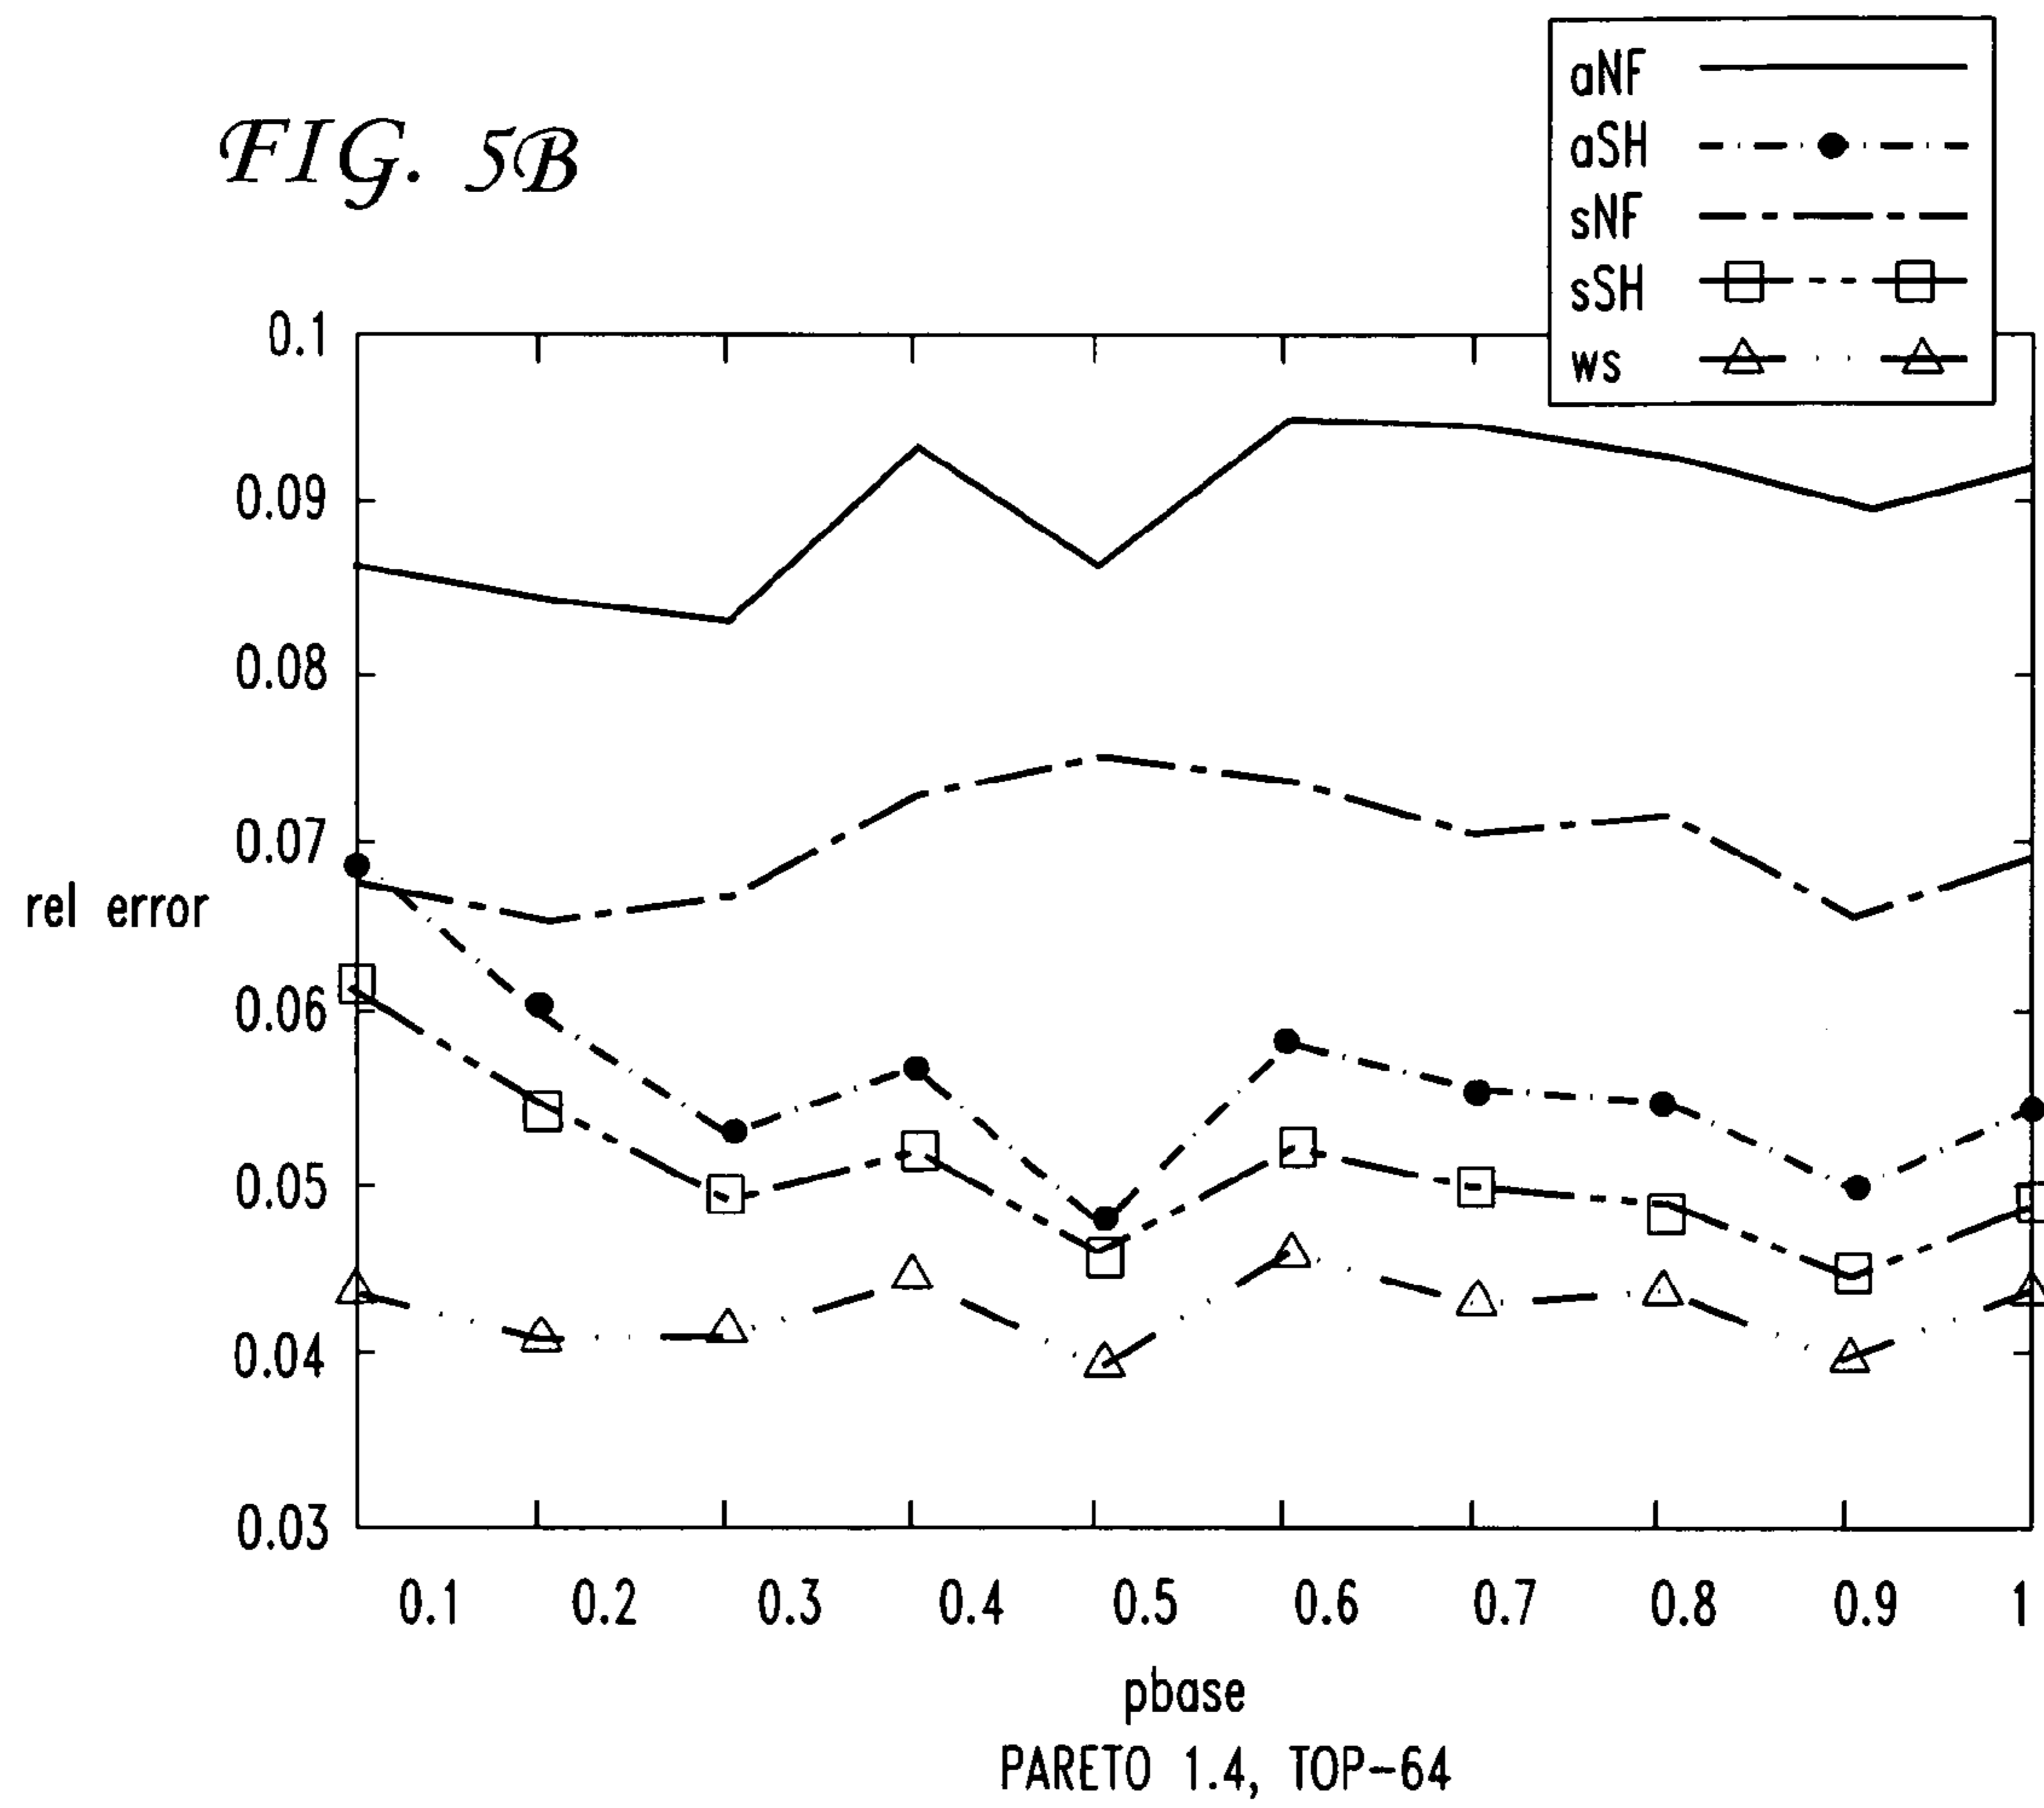 FIG. 5B
aNF
aSH
sNF
sSH
ws
0.1
0.09
0.08
0.07
rel error
0.06
0.05
0.04
0.03
0.1 0.2 0.3 0.4 0.5 0.6 0.7 0.8 0.9 1
pbase
PARETO 1.4, TOP-64